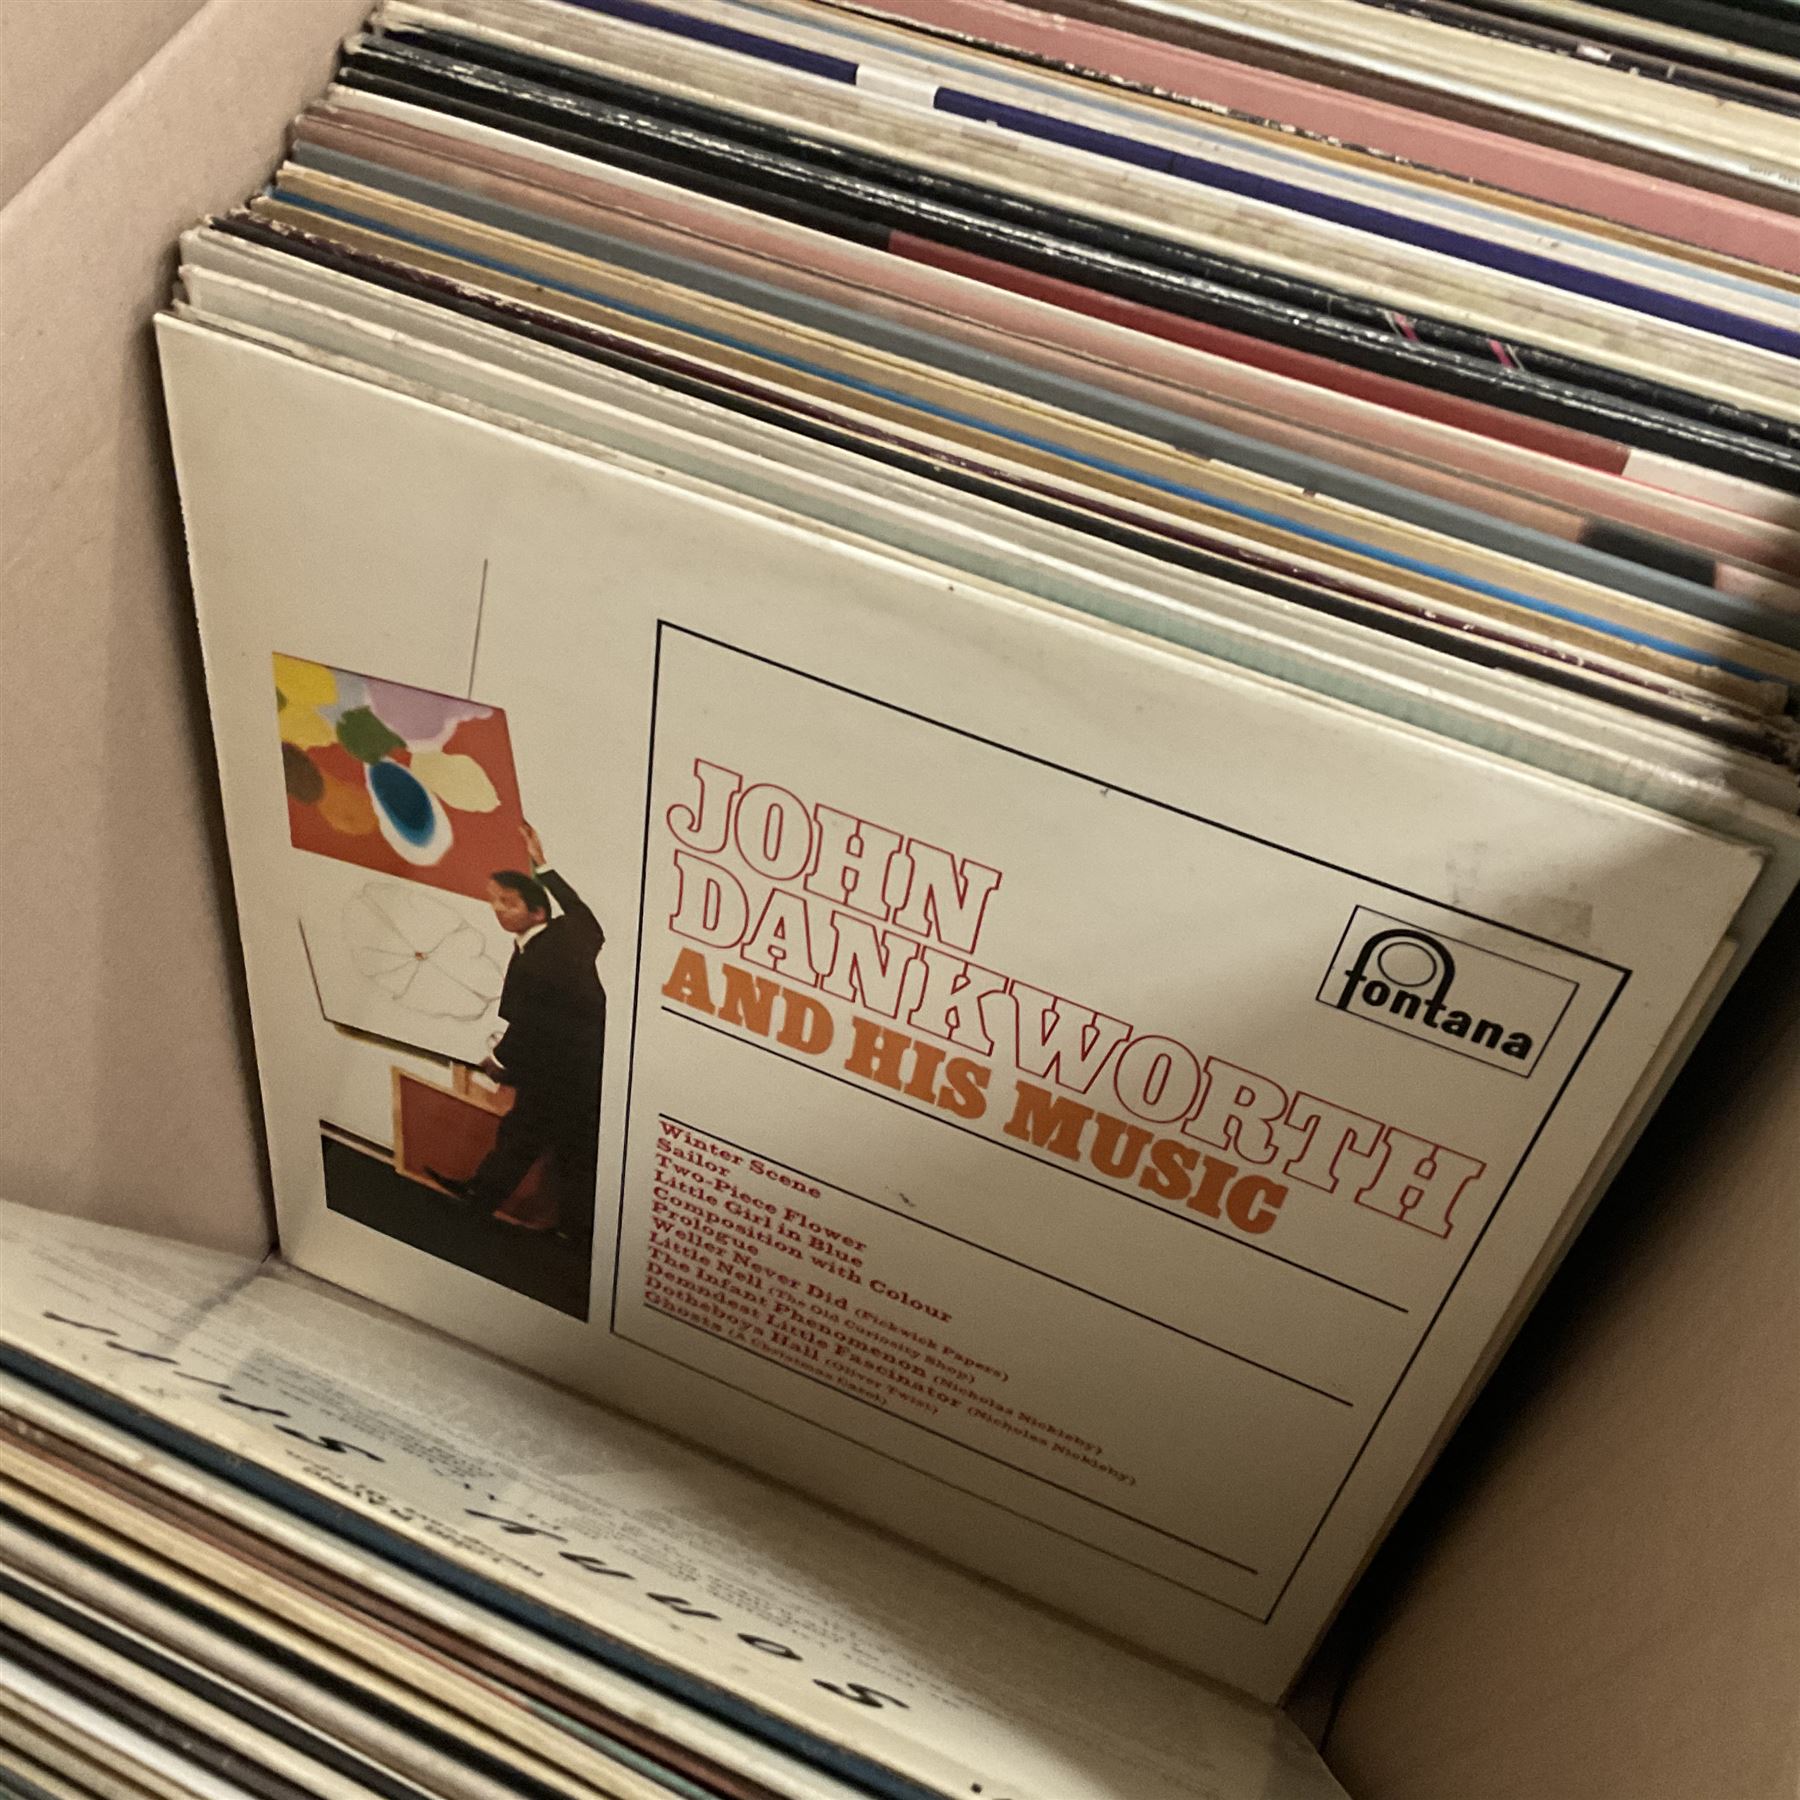 JOHN
DANKWORTH
AND HIS MUSIC
fontana
Winter Scene
Sailor
Two-Piece Flower
Little Girl in Blue
Composition with Colour
Prologue
Weller Never Did (Pickwick Papers)
Little Nell (The Old Curiosity Shop)
The Infant Phenomenon (Nicholas Nickleby)
Demndest Little Fascinator (Nicholas Nickleby)
Dotheboys Hall (Oliver Twist)
Ghosts (A Christmas Carol)